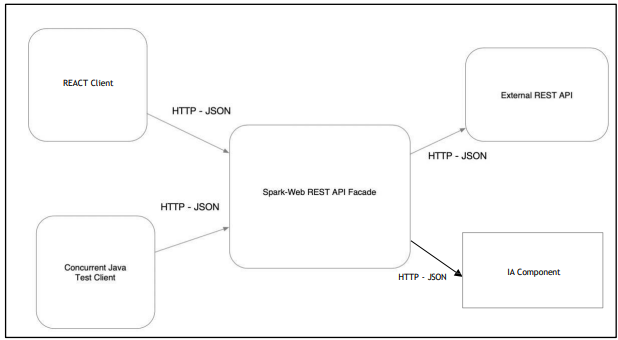 REACT Client
HTTP - JSON
External REST API
HTTP - JSON
Spark-Web REST API Facade
HTTP - JSON
Concurrent Java
Test Client
HTTP - JSON
IA Component